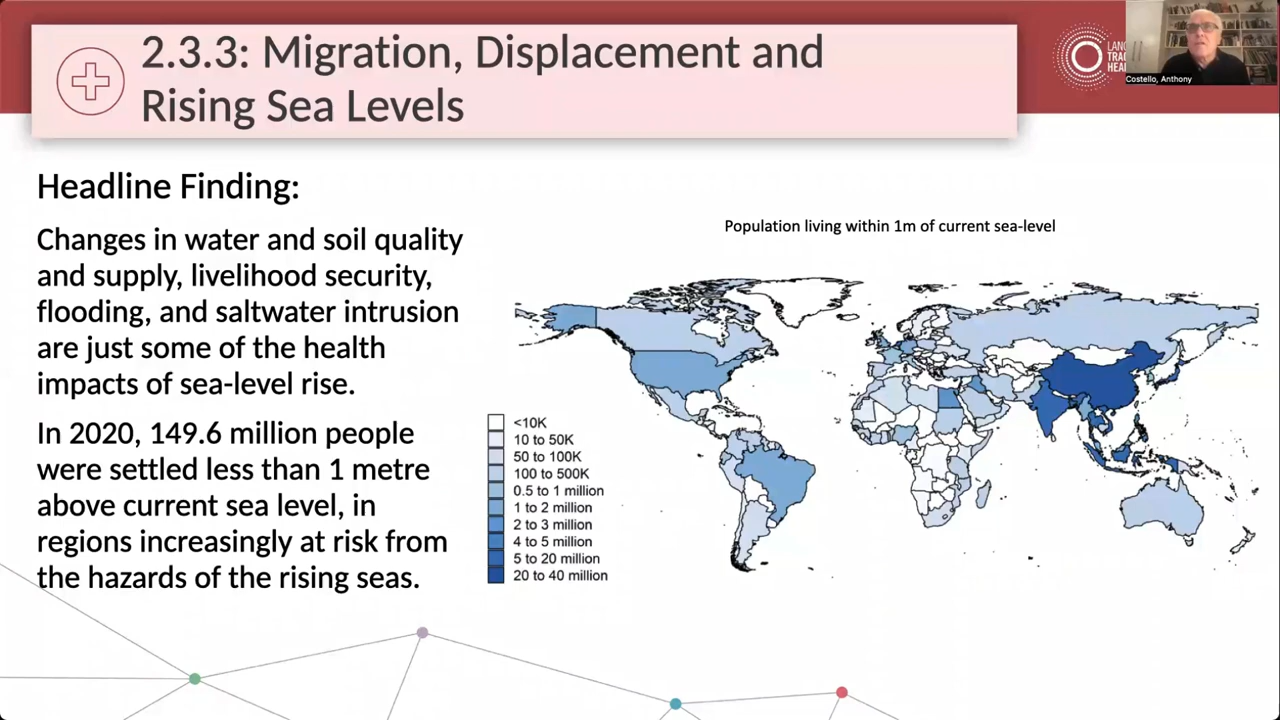 2.3.3: Migration, Displacement and
Rising Sea Levels
LANC
TRAC
HEAL
Costello, Anthony
Headline Finding:
Changes in water and soil quality
and supply, livelihood security,
flooding, and saltwater intrusion
are just some of the health
impacts of sea-level rise.
In 2020, 149.6 million people
were settled less than 1 metre
above current sea level, in
regions increasingly at risk from
the hazards of the rising seas.
Population living within 1m of current sea-level
<10K
10 to 50K
50 to 100K
100 to 500K
0.5 to 1 million
1 to 2 million
2 to 3 million
4 to 5 million
5 to 20 million
20 to 40 million